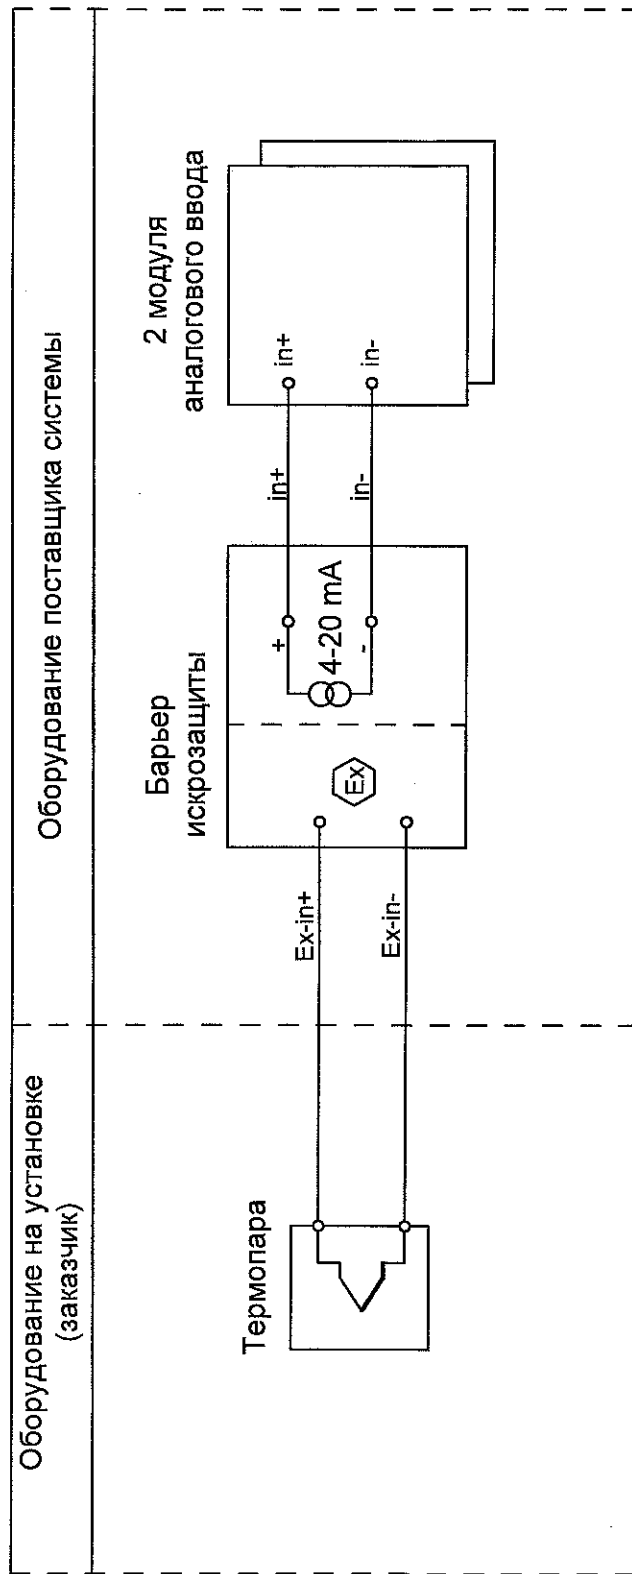 Оборудование на установке
(заказчик)
Оборудование поставщика системы
Термопара
Ex-in+
Ex-in-
Барьер
искрозащиты
Ex
+
4-20 mA
-
in+
in-
2 модуля
аналогового ввода
in+
in-